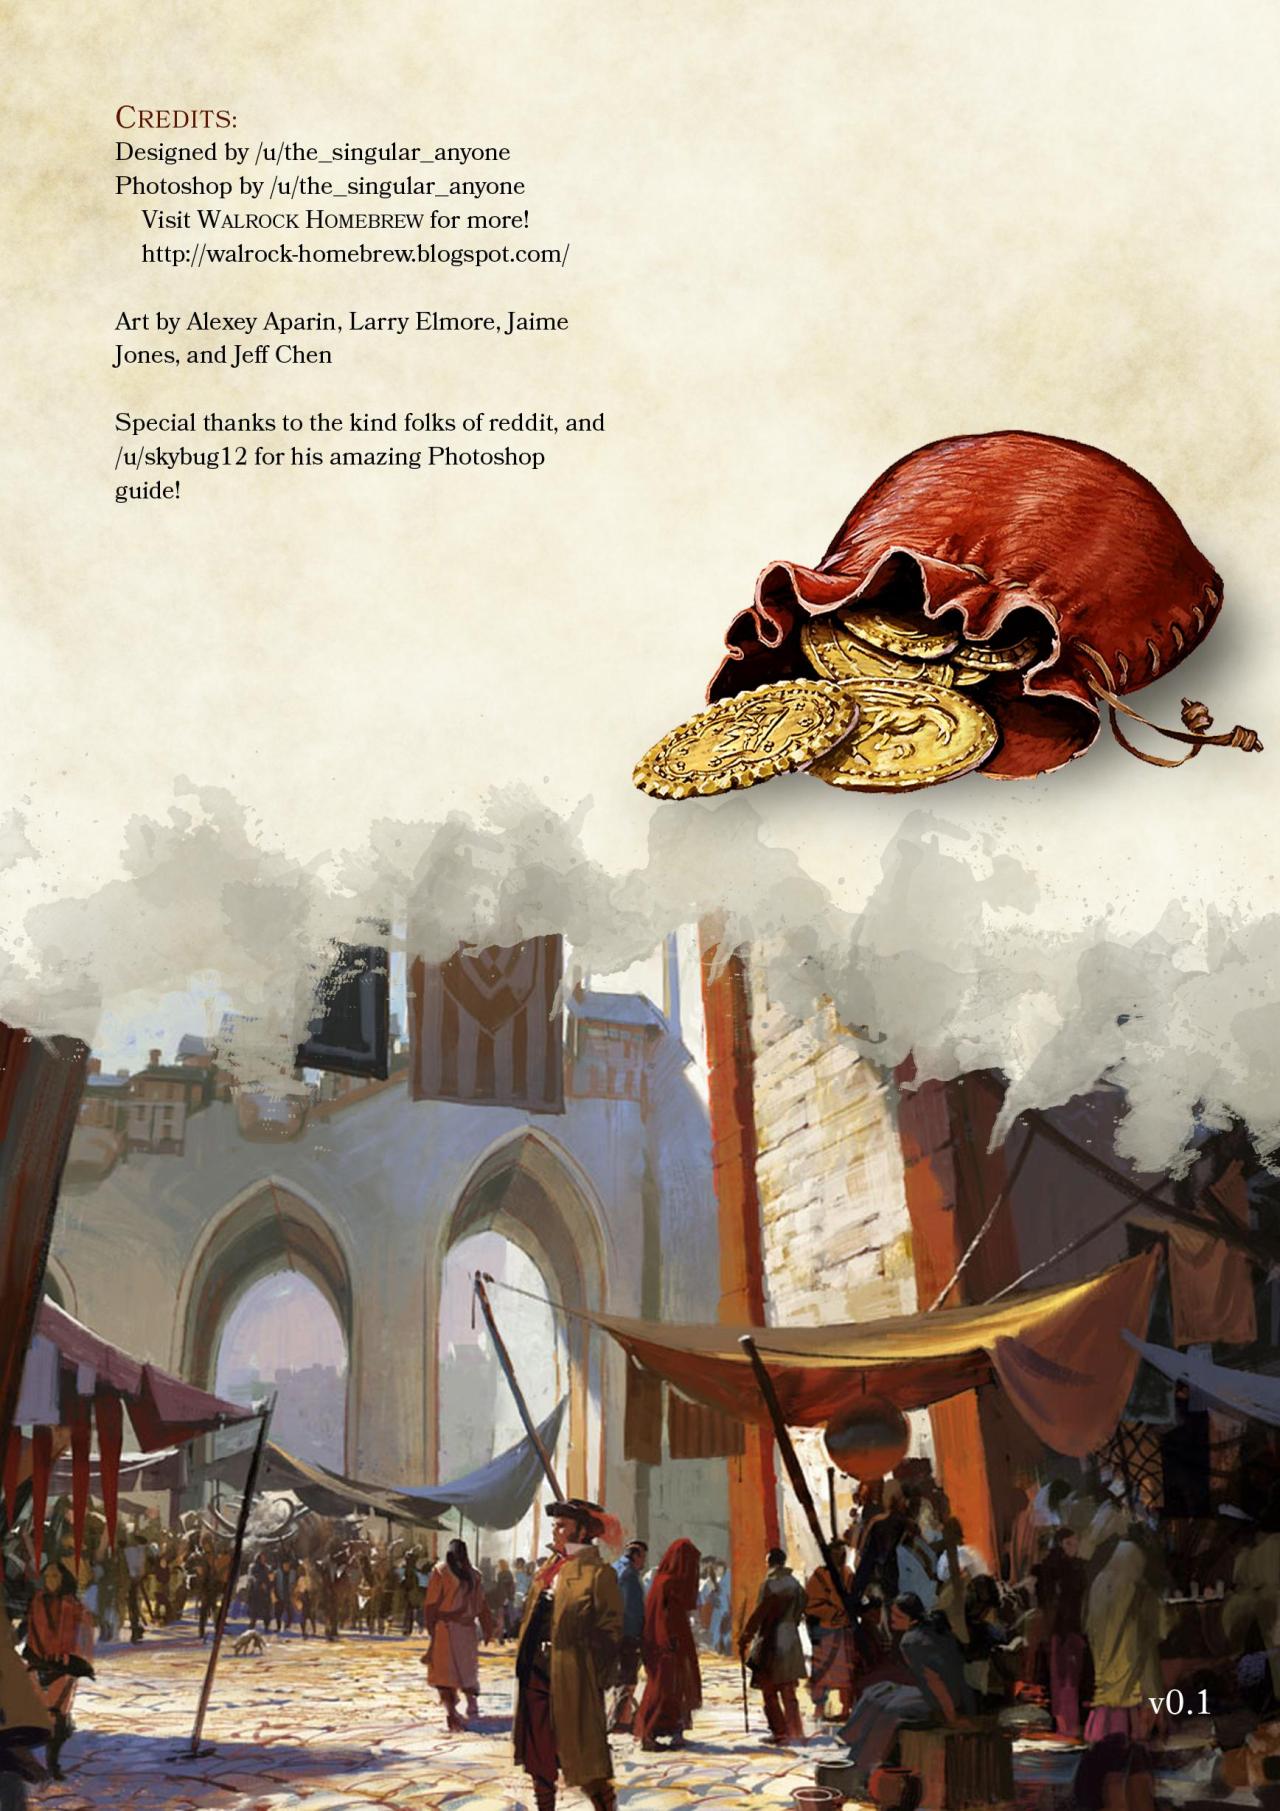 CREDITS:
Designed by /u/the_singular_anyone
Photoshop by /u/the_singular_anyone
Visit WALROCK HOMEBREW for more!
http://walrock-homebrew.blogspot.com/
Art by Alexey Aparin, Larry Elmore, Jaime
Jones, and Jeff Chen
Special thanks to the kind folks of reddit, and
/u/skybug12 for his amazing Photoshop
guide!
v0.1